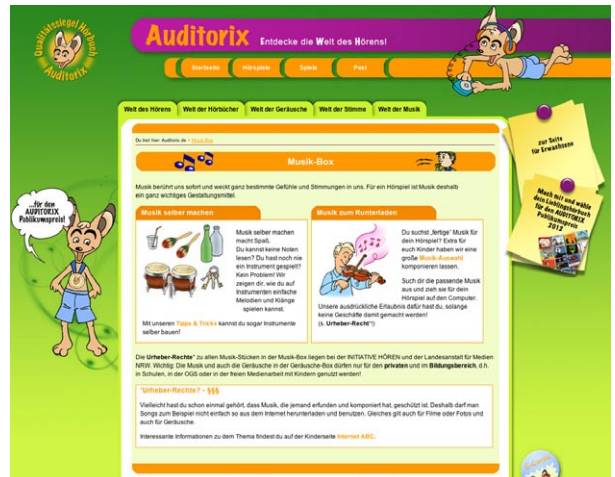 Qualitätssiegel Hörbuch
Auditorix
Auditorix Entdecke die Welt des Hörens!
Startseite Hörspiele Spiele Post
Welt des Hörens Welt der Hörbücher Welt der Geräusche Welt der Stimme Welt der Musik
Du bist hier: Auditorix.de > Musik-Box
Musik-Box
Musik berührt uns sofort und weckt ganz bestimmte Gefühle und Stimmungen in uns. Für ein Hörspiel ist Musik deshalb
ein ganz wichtiges Gestaltungsmittel.
Musik selber machen
Musik selber
machen macht
Spaß.
Du kannst keine Noten
lesen? Du hast noch nie
ein Instrument gespielt?
Kein Problem! Wir
zeigen dir, wie du auf
Instrumenten einfache
Melodien und Klänge
spielen kannst.
Mit unseren Tipps & Tricks kannst du sogar Instrumente
selber bauen!
Musik zum Runterladen
Du suchst „fertige" Musik für
dein Hörspiel? Extra für
euch Kinder haben wir eine
große Musik-Auswahl
komponieren lassen.
Such dir die passende Musik
aus und zieh sie für dein
Hörspiel auf den Computer.
Unsere ausdrückliche Erlaubnis dafür hast du, solange
keine Geschäfte damit gemacht werden!
(s. Urheber-Recht*!)
Die Urheber-Rechte* zu allen Musik-Stücken in der Musik-Box liegen bei der INITIATIVE HÖREN und der Landesanstalt für Medien
NRW. Wichtig: Die Musik und auch die Geräusche in der Geräusche-Box dürfen nur für den privaten und im Bildungsbereich, d.h.
in Schulen, in der OGS oder in der freien Medienarbeit mit Kindern genutzt werden!
*Urheber-Rechte? - §§§
Vielleicht hast du schon einmal gehört, dass Musik, die jemand erfunden und komponiert hat, geschützt ist. Deshalb darf man
Songs zum Beispiel nicht einfach so aus dem Internet herunterladen und benutzen. Gleiches gilt auch für Filme oder Fotos und
auch für Geräusche.
Interessante Informationen zu dem Thema findest du auf der Kinderseite Internet ABC.
...für den
AUDITORIX
Publikumspreis!
zur Seite
für Erwachsene
Mach mit und wähle
dein Lieblingshörbuch
für den AUDITORIX
Publikumspreis
2012